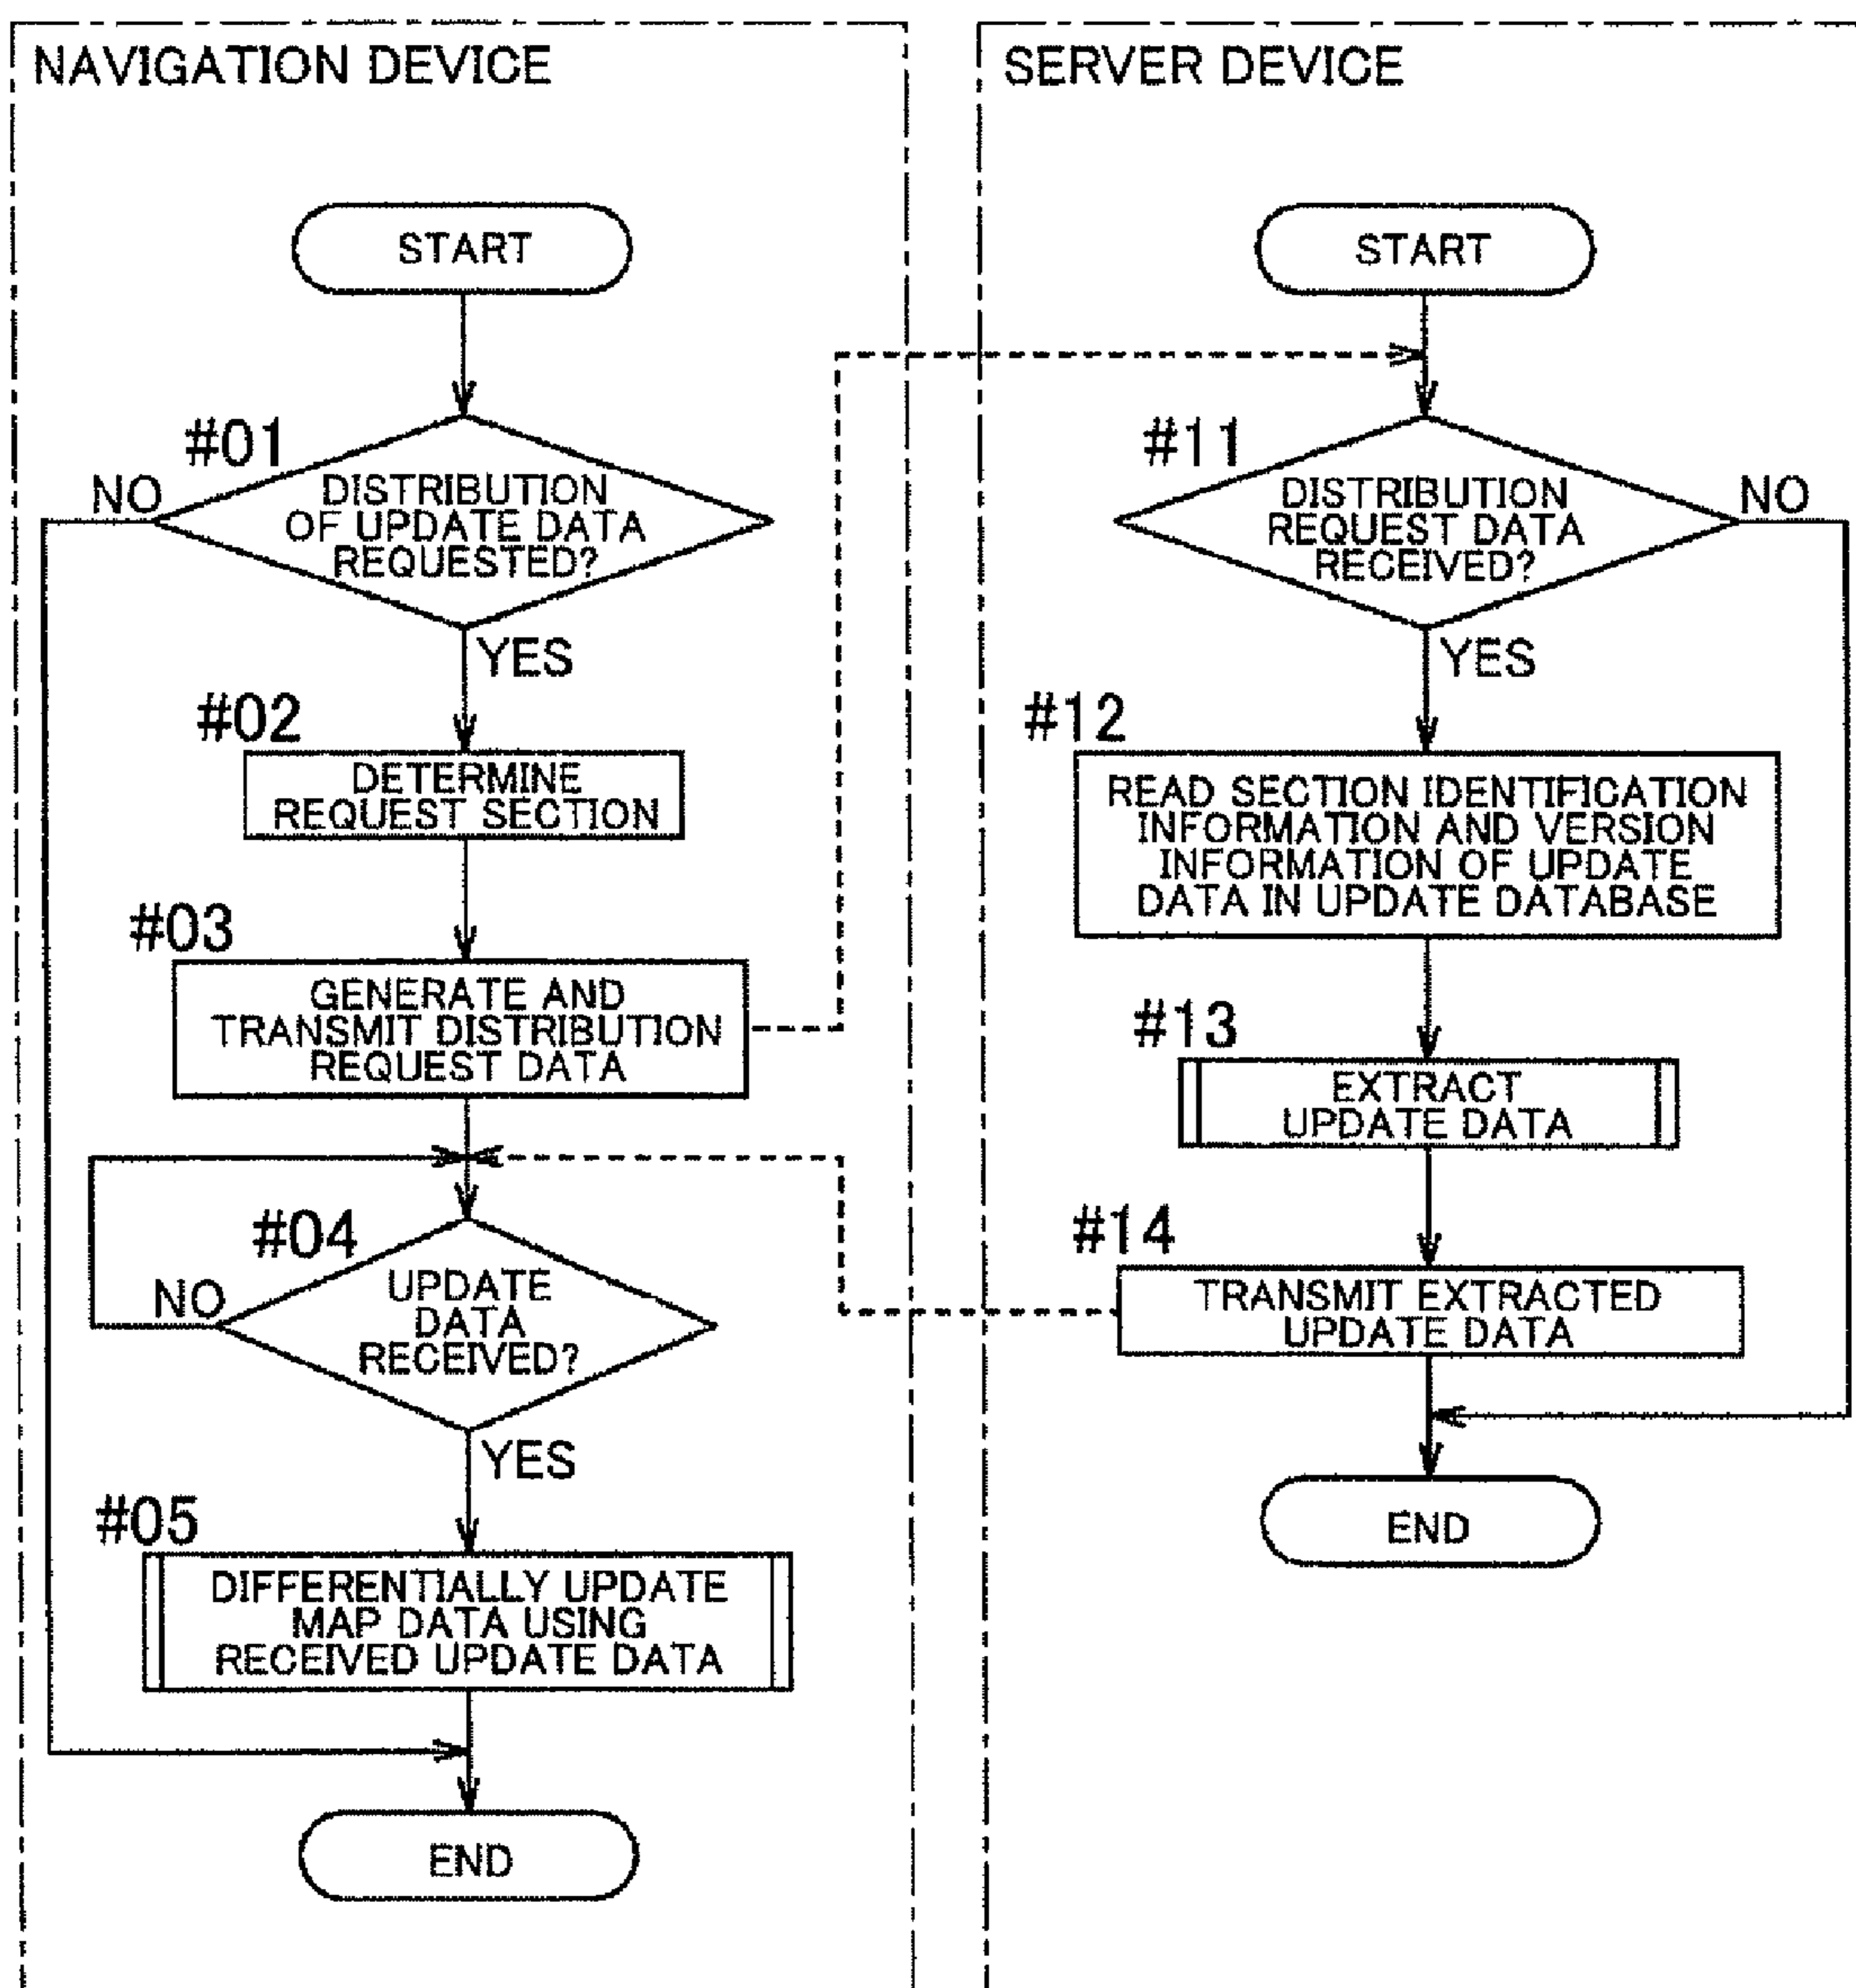 NAVIGATION DEVICE
START
#01
DISTRIBUTION
OF UPDATE DATA
REQUESTED?
NO
YES
#02
DETERMINE
REQUEST SECTION
#03
GENERATE AND
TRANSMIT DISTRIBUTION
REQUEST DATA
#04
UPDATE
DATA
RECEIVED?
NO
YES
#05
DIFFERENTIALLY UPDATE
MAP DATA USING
RECEIVED UPDATE DATA
END
SERVER DEVICE
START
#11
DISTRIBUTION
REQUEST DATA
RECEIVED?
NO
YES
#12
READ SECTION IDENTIFICATION
INFORMATION AND VERSION
INFORMATION OF UPDATE
DATA IN UPDATE DATABASE
#13
EXTRACT
UPDATE DATA
#14
TRANSMIT EXTRACTED
UPDATE DATA
END